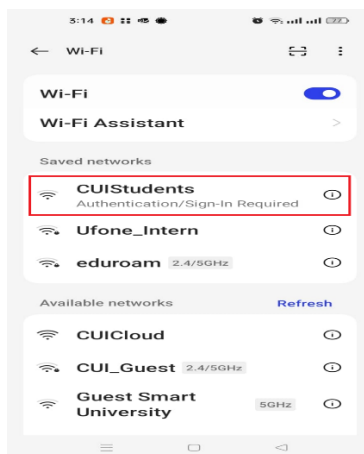 3:14
Wi-Fi
Wi-Fi
Wi-Fi Assistant
Saved networks
CUIStudents
Authentication/Sign-In Required
Ufone_Intern
eduroam 2.4/5GHz
Available networks Refresh
CUICloud
CUI_Guest 2.4/5GHz
Guest Smart
University 5GHz